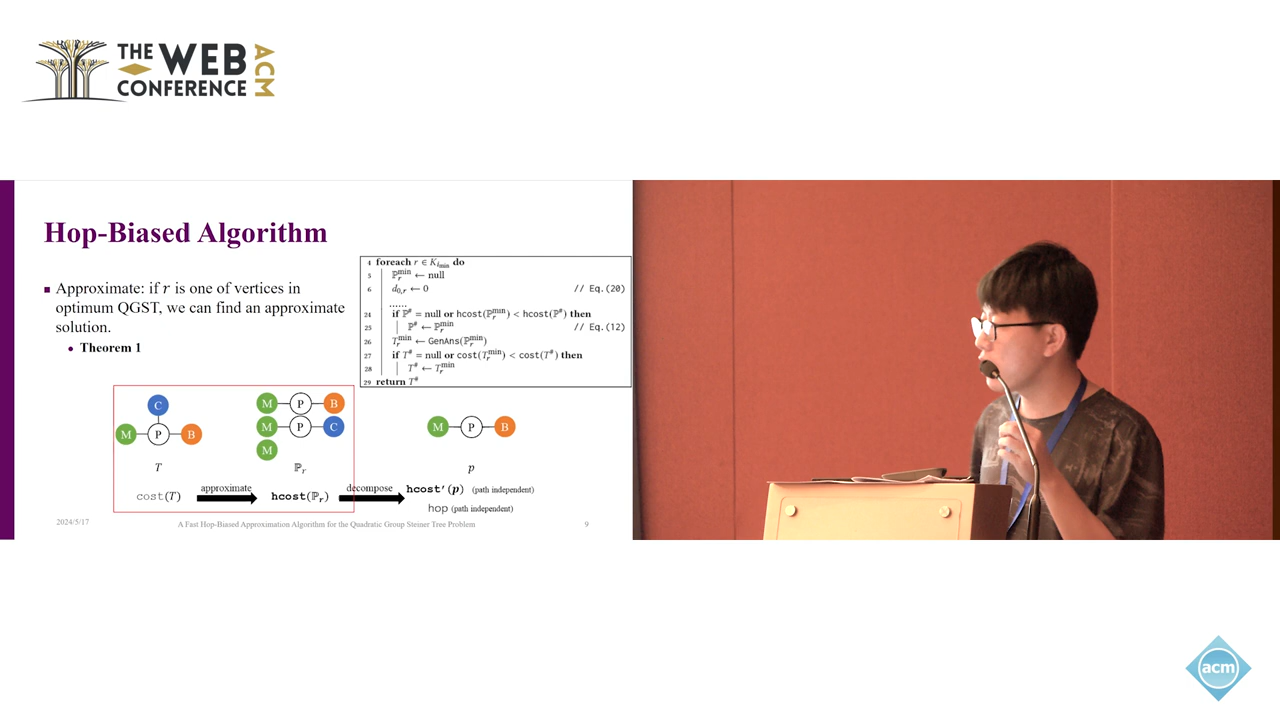 THE WEB
CONFERENCE
ACM
Hop-Biased Algorithm
Approximate: if r is one of vertices in
optimum QGST, we can find an approximate
solution.
Theorem 1
4 foreach r ∈ K_{i_min} do
5 ℙ_r^min ← null
6 d_{0,r} ← 0 // Eq.(20)
......
24 if ℙ^# = null or hcost(ℙ_r^min) < hcost(ℙ^#) then
25 ℙ^# ← ℙ_r^min // Eq.(12)
26 T_r^min ← GenAns(ℙ_r^min)
27 if T^# = null or cost(T_r^min) < cost(T^#) then
28 T^# ← T_r^min
29 return T^#
C
M P B
T
M P B
M P C
M
ℙ_r
M P B
p
cost(T) approximate hcost(ℙ_r) decompose hcost'(p) (path independent)
hop (path independent)
2024/5/17 A Fast Hop-Biased Approximation Algorithm for the Quadratic Group Steiner Tree Problem 9
acm